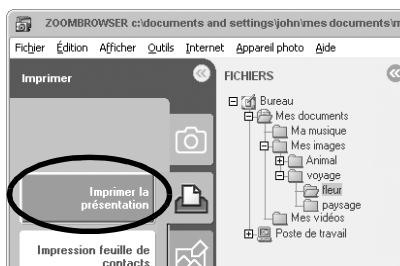 ZOOMBROWSER c:\documents and settings\john\mes documents\m
Fichier Édition Afficher Outils Internet Appareil photo Aide
Imprimer
Imprimer la
présentation
Impression feuille de
contacts
FICHIERS
Bureau
Mes documents
Ma musique
Mes images
Animal
voyage
fleur
paysage
Mes vidéos
Poste de travail